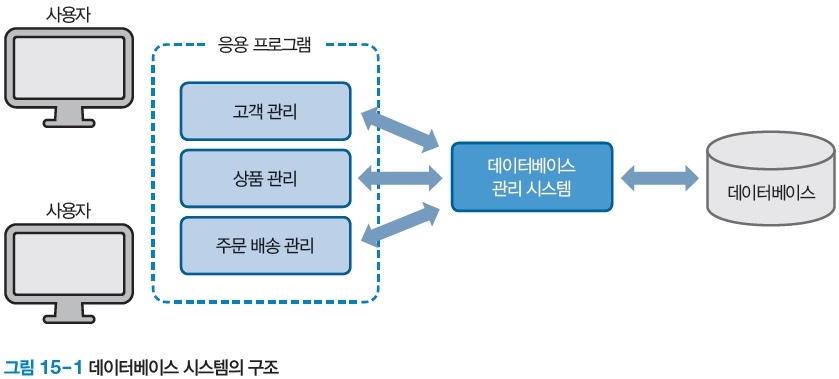 사용자
응용 프로그램
고객 관리
상품 관리
주문 배송 관리
데이터베이스
관리 시스템
데이터베이스
사용자
그림 15-1 데이터베이스 시스템의 구조